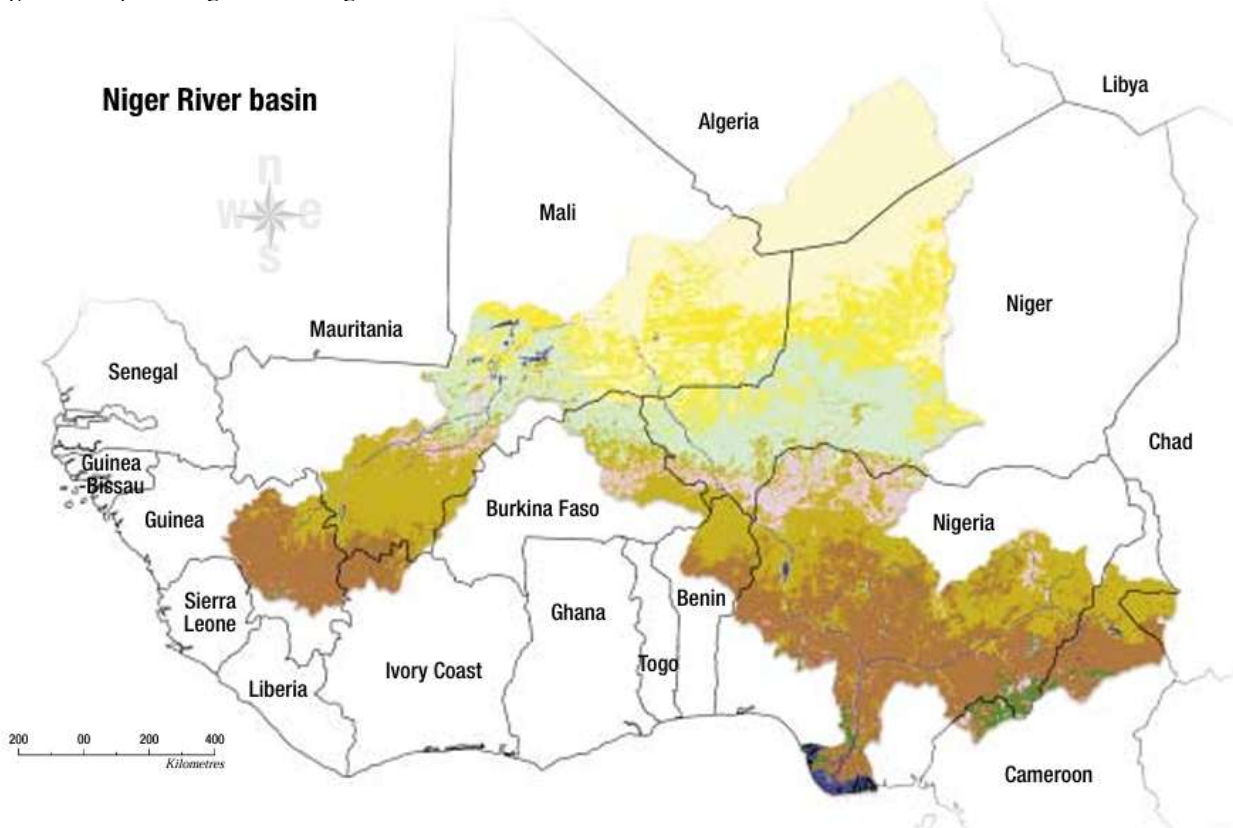 Niger River basin
n
w e
s
Libya
Algeria
Mali
Niger
Mauritania
Senegal
Chad
Guinea
-Bissau
Guinea
Burkina Faso
Nigeria
Sierra
Leone
Ghana
Benin
Togo
Ivory Coast
Liberia
Cameroon
200 00 200 400
Kilometres